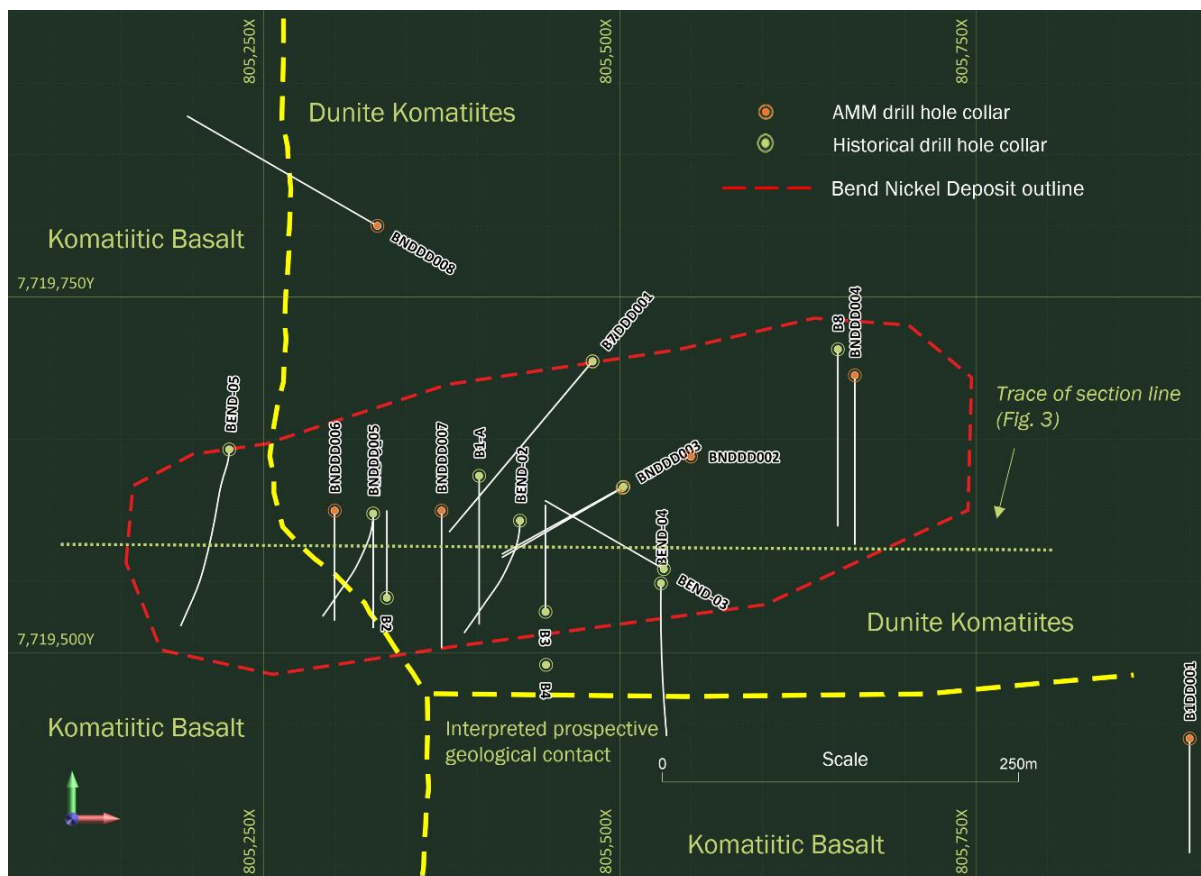 805,250X
805,500X
805,750X
Dunite Komatiites
AMM drill hole collar
Historical drill hole collar
Bend Nickel Deposit outline
Komatiitic Basalt
BNDDD008
7,719,750Y
B8
BNDDD004
BEND-05
BNDDD006
BNDDD005
BNDDD007
B1-A
BEND-02
BNDDD003
BNDDD002
Trace of section line
(Fig. 3)
BEND-04
BEND-03
B2
B3
B4
Dunite Komatiites
7,719,500Y
Komatiitic Basalt
Interpreted prospective
geological contact
B1DD001
0
Scale
250m
805,250X
805,500X
805,750X
Komatiitic Basalt